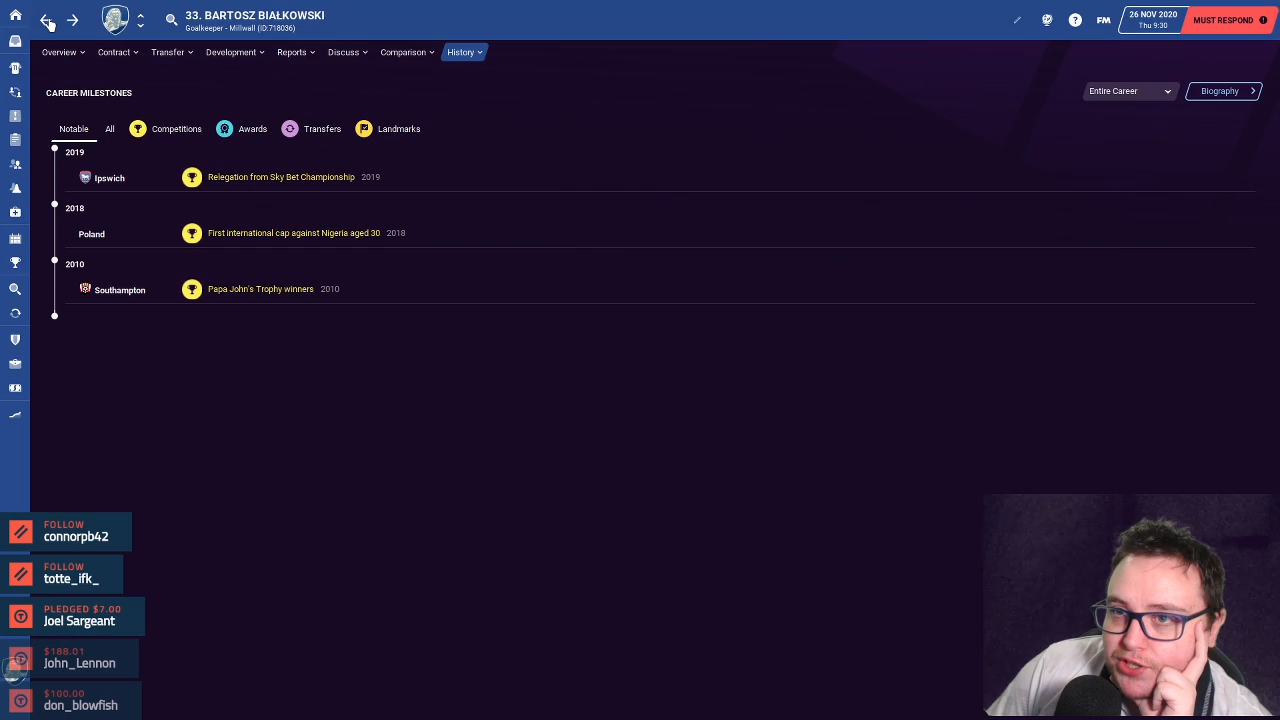 33. BARTOSZ BIAŁKOWSKI
Goalkeeper - Millwall (ID:718036)
FM
26 NOV 2020
Thu 9:30
MUST RESPOND
Overview
Contract
Transfer
Development
Reports
Discuss
Comparison
History
CAREER MILESTONES
Entire Career
Biography
Notable
All
Competitions
Awards
Transfers
Landmarks
2019
Ipswich
Relegation from Sky Bet Championship 2019
2018
Poland
First international cap against Nigeria aged 30 2018
2010
Southampton
Papa John's Trophy winners 2010
FOLLOW
connorpb42
FOLLOW
totte_ifk_
PLEDGED $7.00
Joel Sargeant
$188.01
John_Lennon
$100.00
don_blowfish